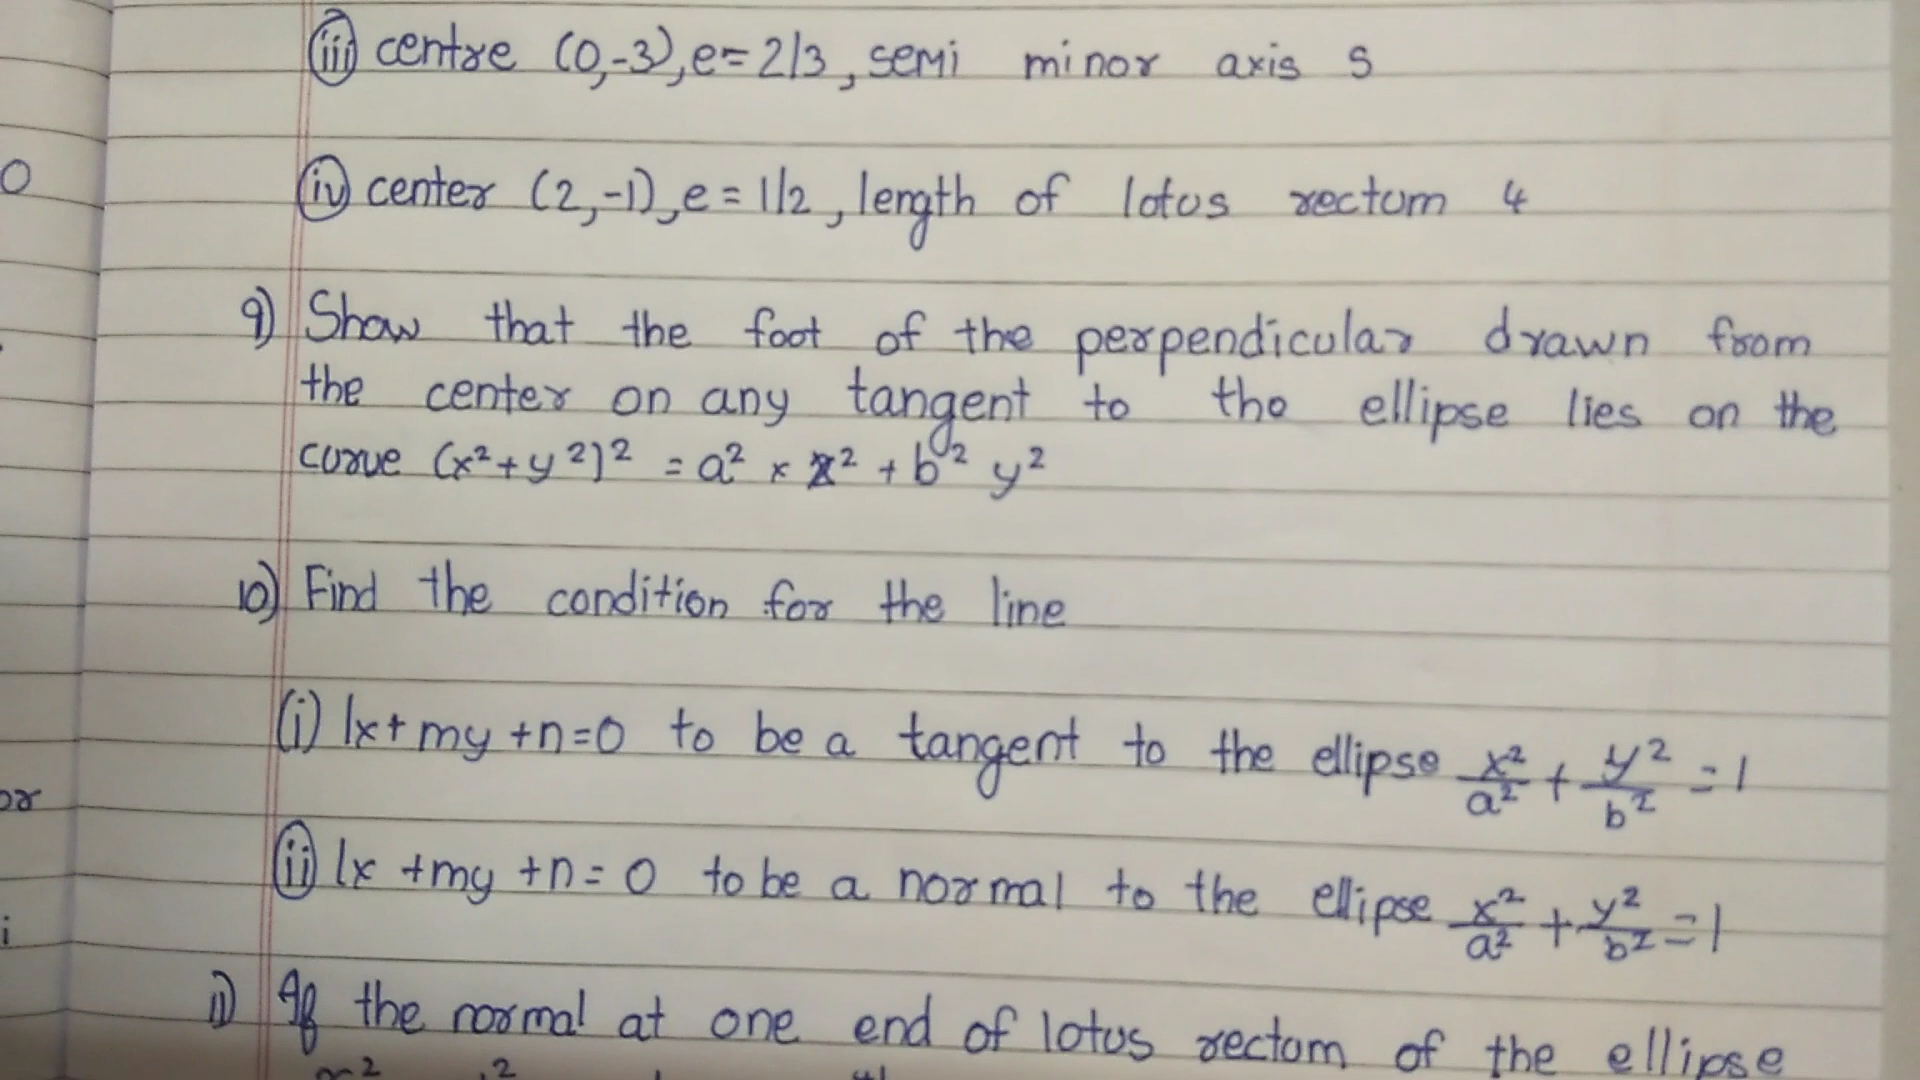 (iii) centre (0,-3), e=2/3, semi minor axis 5
(iv) center (2,-1), e=1/2, length of lotus rectum 4
9) Show that the foot of the perpendicular drawn from
the center on any tangent to the ellipse lies on the
curve (x²+y²)² = a² x x² + b² y²
10) Find the condition for the line
(i) lx+my+n=0 to be a tangent to the ellipse x²/a² + y²/b² = 1
(ii) lx+my+n=0 to be a normal to the ellipse x²/a² + y²/b² = 1
11) If the normal at one end of lotus rectum of the ellipse